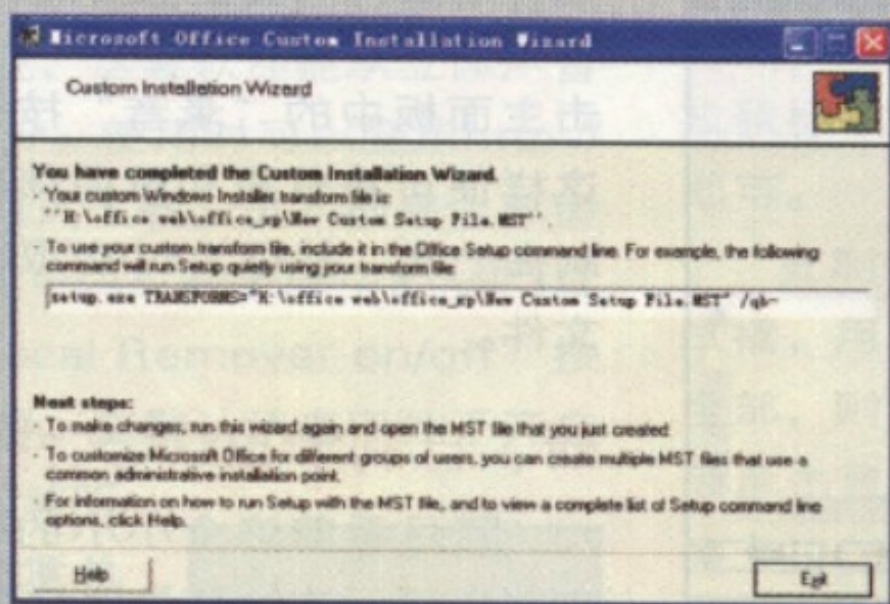 Microsoft Office Custom Installation Wizard
Custom Installation Wizard
You have completed the Custom Installation Wizard.
- Your custom Windows Installer transform file is:
"H:\office web\office_xp\New Custom Setup File.MST".
- To use your custom transform file, include it in the Office Setup command line. For example, the following
command will run Setup quietly using your transform file:
setup.exe TRANSFORMS="H:\office web\office_xp\New Custom Setup File.MST" /qb-
Next steps:
- To make changes, run this wizard again and open the MST file that you just created.
- To customize Microsoft Office for different groups of users, you can create multiple MST files that use a
common administrative installation point.
- For information on how to run Setup with the MST file, and to view a complete list of Setup command line
options, click Help.
Help
Exit